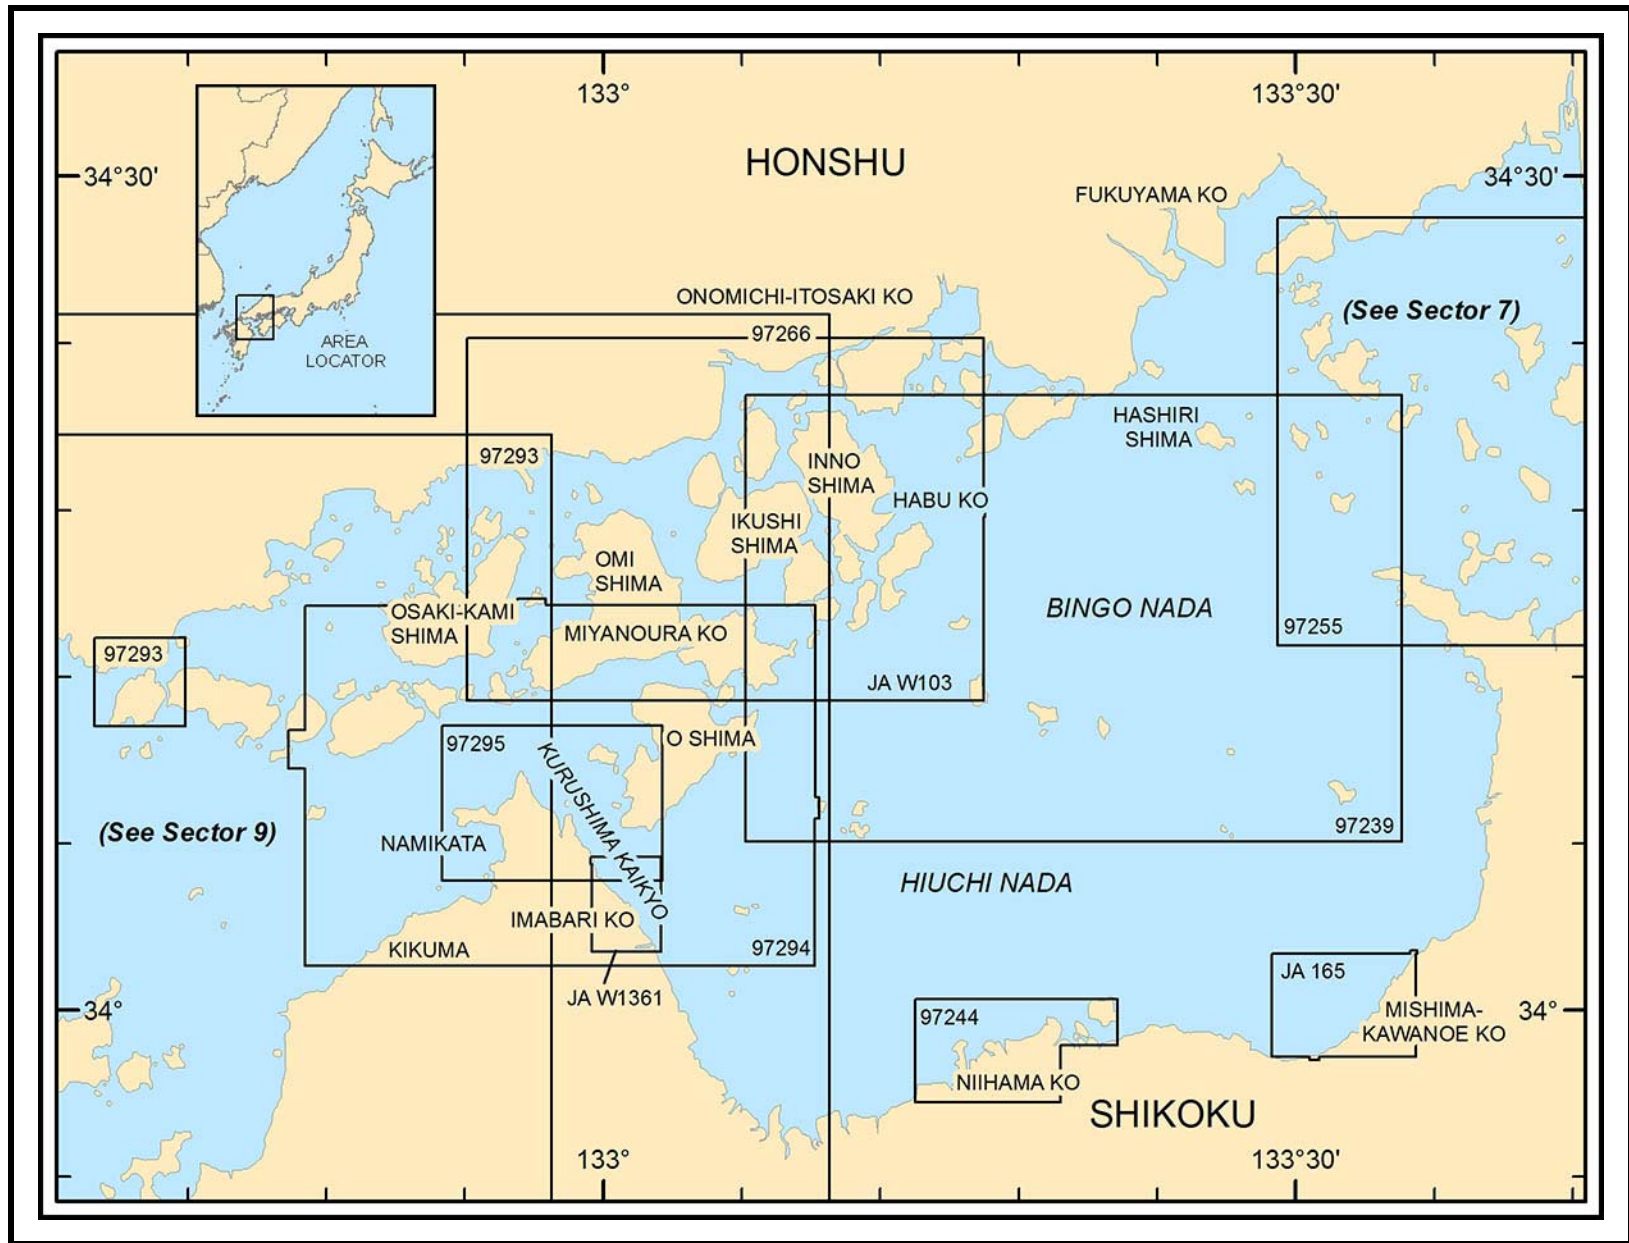 133°
133°30'
HONSHU
34°30'
34°30'
FUKUYAMA KO
ONOMICHI-ITOSAKI KO
(See Sector 7)
97266
AREA
LOCATOR
HASHIRI
SHIMA
97293
INNO
SHIMA
HABU KO
IKUSHI
SHIMA
OMI
SHIMA
OSAKI-KAMI
SHIMA
BINGO NADA
MIYANOURA KO
97255
97293
JA W103
97295
O SHIMA
KURUSHIMA KAIKYO
(See Sector 9)
97239
NAMIKATA
HIUCHI NADA
IMABARI KO
KIKUMA
97294
JA 165
JA W1361
34°
97244
MISHIMA-
KAWANOE KO
34°
NIIHAMA KO
SHIKOKU
133°
133°30'